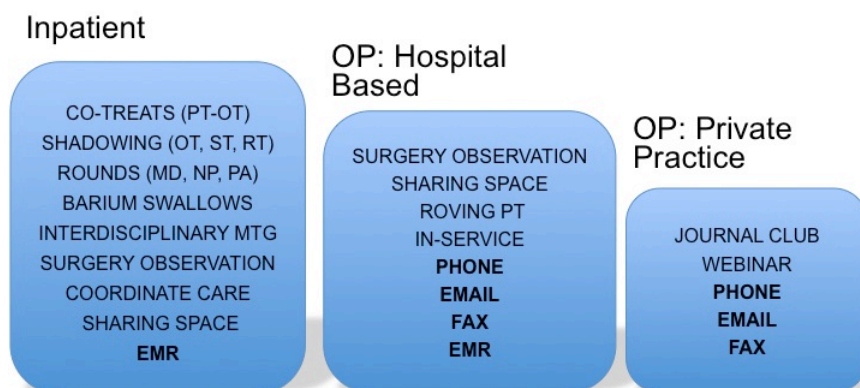 Inpatient
CO-TREATS (PT-OT)
SHADOWING (OT, ST, RT)
ROUNDS (MD, NP, PA)
BARIUM SWALLOWS
INTERDISCIPLINARY MTG
SURGERY OBSERVATION
COORDINATE CARE
SHARING SPACE
EMR
OP: Hospital
Based
SURGERY OBSERVATION
SHARING SPACE
ROVING PT
IN-SERVICE
PHONE
EMAIL
FAX
EMR
OP: Private
Practice
JOURNAL CLUB
WEBINAR
PHONE
EMAIL
FAX